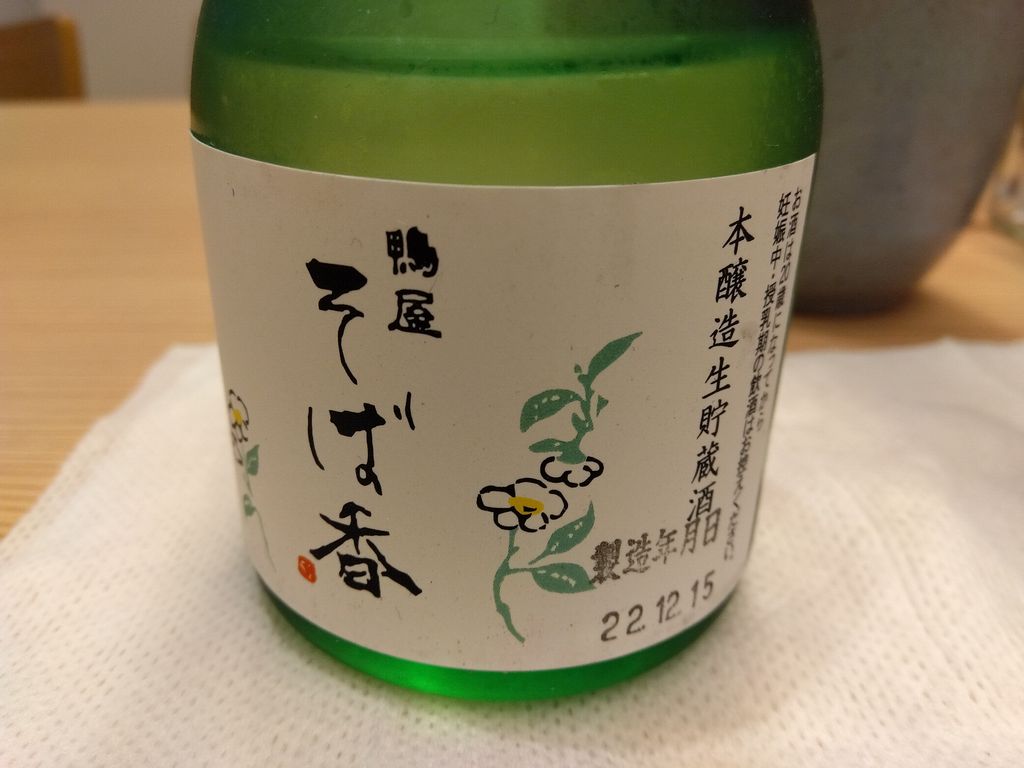 お酒は20歳になってから
妊娠中・授乳期の飲酒はお控えください。
本醸造生貯蔵酒
鴨屋
そば香
製造年月日
22.12.15